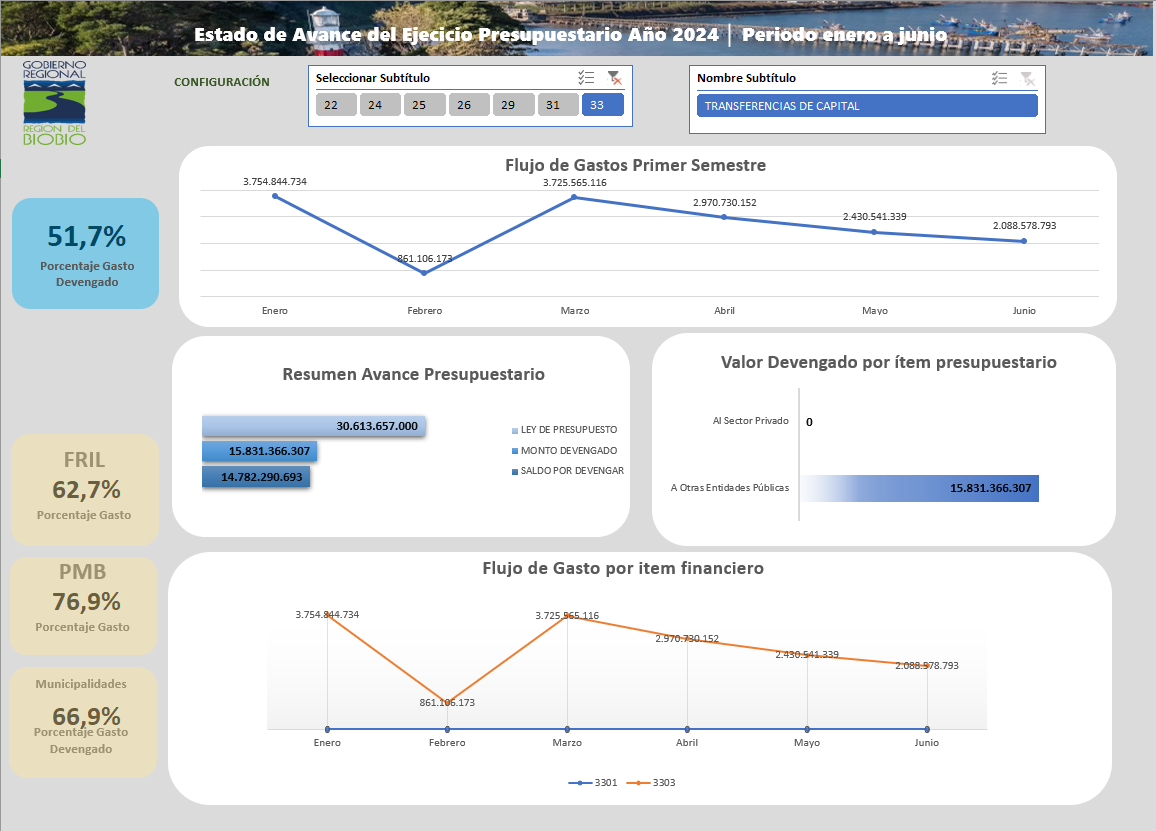 Estado de Avance del Ejecicio Presupuestario Año 2024 | Periodo enero a junio
GOBIERNO
REGIONAL
REGIÓN DEL
BIOBIO
CONFIGURACIÓN
Seleccionar Subtítulo
22 24 25 26 29 31 33
Nombre Subtítulo
TRANSFERENCIAS DE CAPITAL
51,7%
Porcentaje Gasto
Devengado
Flujo de Gastos Primer Semestre
3.754.844.734
861.106.173
3.725.565.116
2.970.730.152
2.430.541.339
2.088.578.793
Enero Febrero Marzo Abril Mayo Junio
Resumen Avance Presupuestario
30.613.657.000
15.831.366.307
14.782.290.693
LEY DE PRESUPUESTO
MONTO DEVENGADO
SALDO POR DEVENGAR
Valor Devengado por ítem presupuestario
Al Sector Privado 0
A Otras Entidades Públicas 15.831.366.307
FRIL
62,7%
Porcentaje Gasto
PMB
76,9%
Porcentaje Gasto
Municipalidades
66,9%
Porcentaje Gasto
Devengado
Flujo de Gasto por item financiero
3.754.844.734
861.106.173
3.725.565.116
2.970.730.152
2.430.541.339
2.088.578.793
Enero Febrero Marzo Abril Mayo Junio
3301 3303